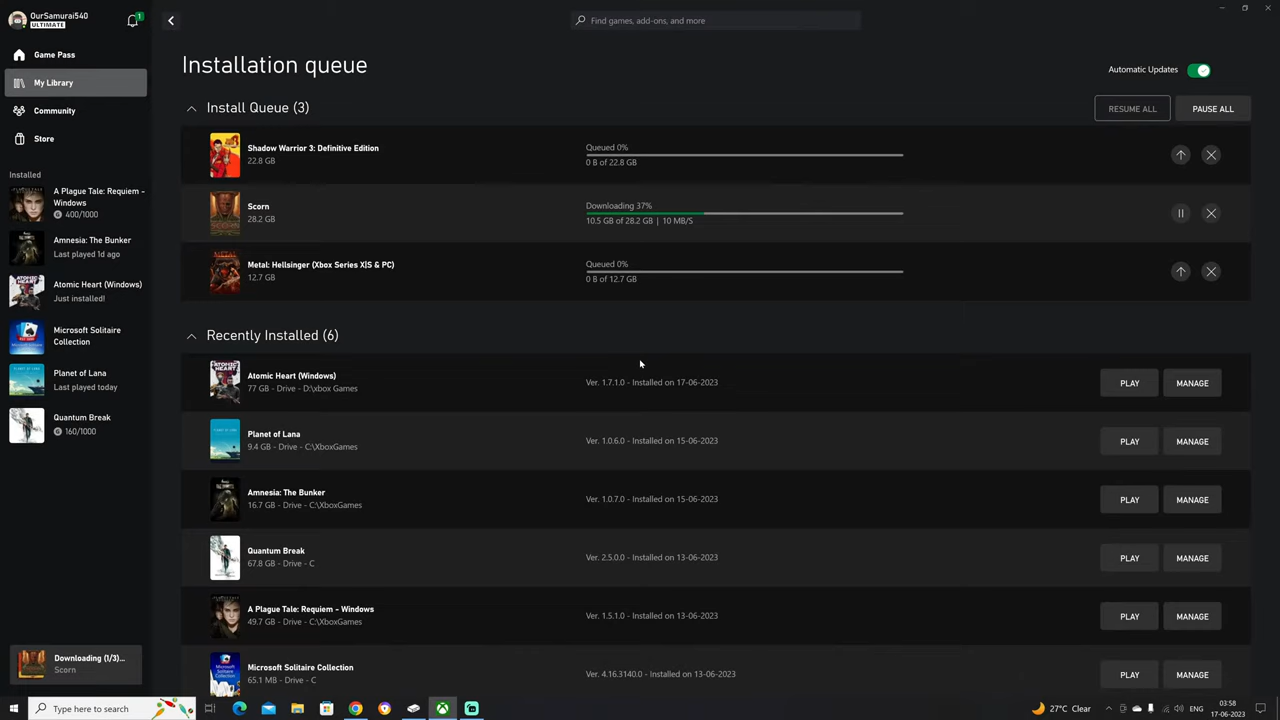 OurSamurai540
ULTIMATE
1
Find games, add-ons, and more
Game Pass
My Library
Community
Store
Installed
A Plague Tale: Requiem -
Windows
400/1000
Amnesia: The Bunker
Last played 1d ago
Atomic Heart (Windows)
Just installed!
Microsoft Solitaire
Collection
Planet of Lana
Last played today
Quantum Break
160/1000
Downloading (1/3)...
Scorn
Installation queue
Automatic Updates
Install Queue (3)
RESUME ALL
PAUSE ALL
Shadow Warrior 3: Definitive Edition
22.8 GB
Queued 0%
0 B of 22.8 GB
Scorn
28.2 GB
Downloading 37%
10.5 GB of 28.2 GB | 10 MB/S
Metal: Hellsinger (Xbox Series X|S & PC)
12.7 GB
Queued 0%
0 B of 12.7 GB
Recently Installed (6)
Atomic Heart (Windows)
77 GB - Drive - D:\xbox Games
Ver. 1.7.1.0 - Installed on 17-06-2023
PLAY
MANAGE
Planet of Lana
9.4 GB - Drive - C:\XboxGames
Ver. 1.0.6.0 - Installed on 15-06-2023
PLAY
MANAGE
Amnesia: The Bunker
16.7 GB - Drive - C:\XboxGames
Ver. 1.0.7.0 - Installed on 15-06-2023
PLAY
MANAGE
Quantum Break
67.8 GB - Drive - C
Ver. 2.5.0.0 - Installed on 13-06-2023
PLAY
MANAGE
A Plague Tale: Requiem - Windows
49.7 GB - Drive - C:\XboxGames
Ver. 1.5.1.0 - Installed on 13-06-2023
PLAY
MANAGE
Microsoft Solitaire Collection
65.1 MB - Drive - C
Ver. 4.16.3140.0 - Installed on 13-06-2023
PLAY
MANAGE
Type here to search
27°C Clear
ENG
03:58
17-06-2023